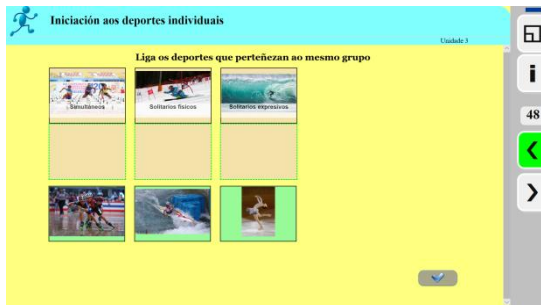 Iniciación aos deportes individuais
Unidade 3
Liga os deportes que perteñezan ao mesmo grupo
Simultáneos
Solitarios físicos
Solitarios expresivos
48